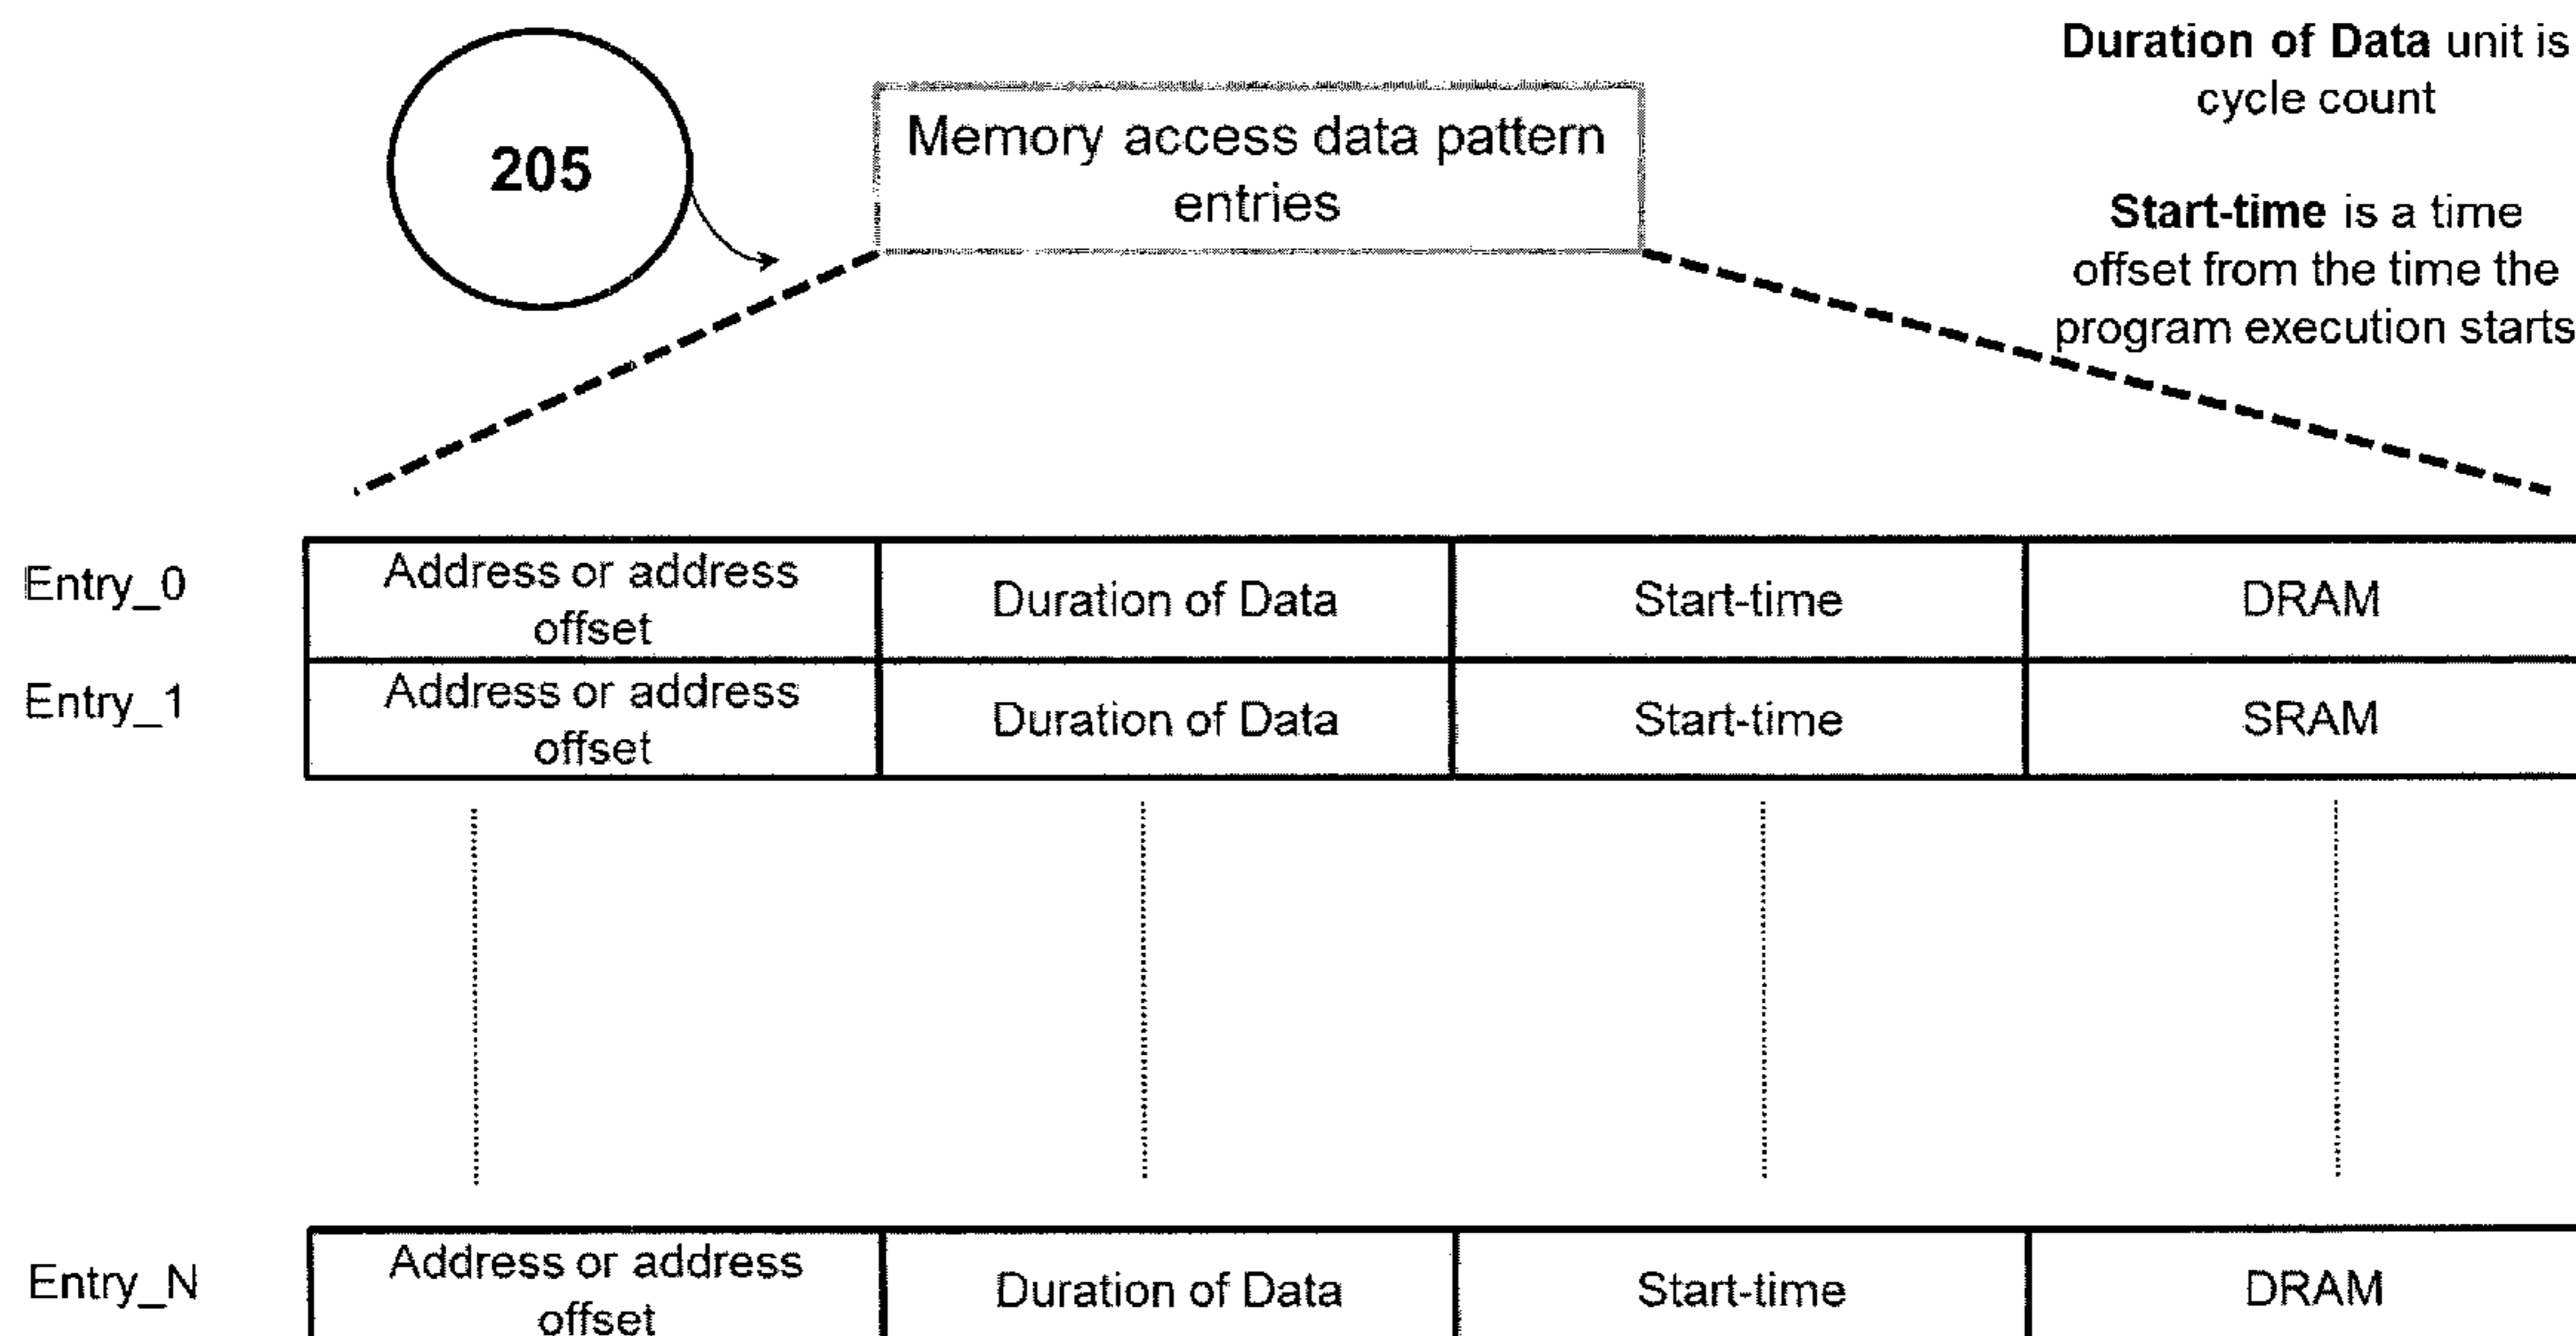 205
Memory access data pattern
entries
Duration of Data unit is
cycle count
Start-time is a time
offset from the time the
program execution starts
Entry_0
Address or address
offset
Duration of Data
Start-time
DRAM
Entry_1
Address or address
offset
Duration of Data
Start-time
SRAM
Entry_N
Address or address
offset
Duration of Data
Start-time
DRAM